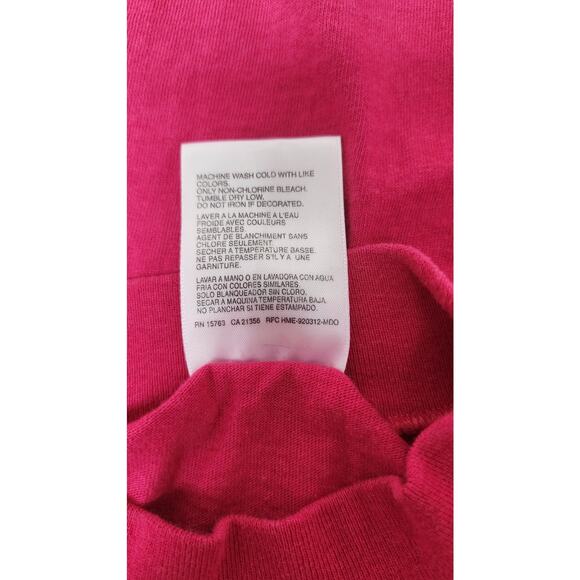 MACHINE WASH COLD WITH LIKE
COLORS.
ONLY NON-CHLORINE BLEACH.
TUMBLE DRY LOW.
DO NOT IRON IF DECORATED.
LAVER A LA MACHINE A L'EAU
FROIDE AVEC COULEURS
SEMBLABLES.
AGENT DE BLANCHIMENT SANS
CHLORE SEULEMENT.
SECHER A TEMPERATURE BASSE.
NE PAS REPASSER S'IL Y A UNE
GARNITURE.
LAVAR A MANO O EN LAVADORA CON AGUA
FRIA CON COLORES SIMILARES.
SOLO BLANQUEADOR SIN CLORO.
SECAR A MAQUINA TEMPERATURA BAJA.
NO PLANCHAR SI TIENE ESTAMPADO.
RN 15763 CA 21356 RFC HME-920312-MDO